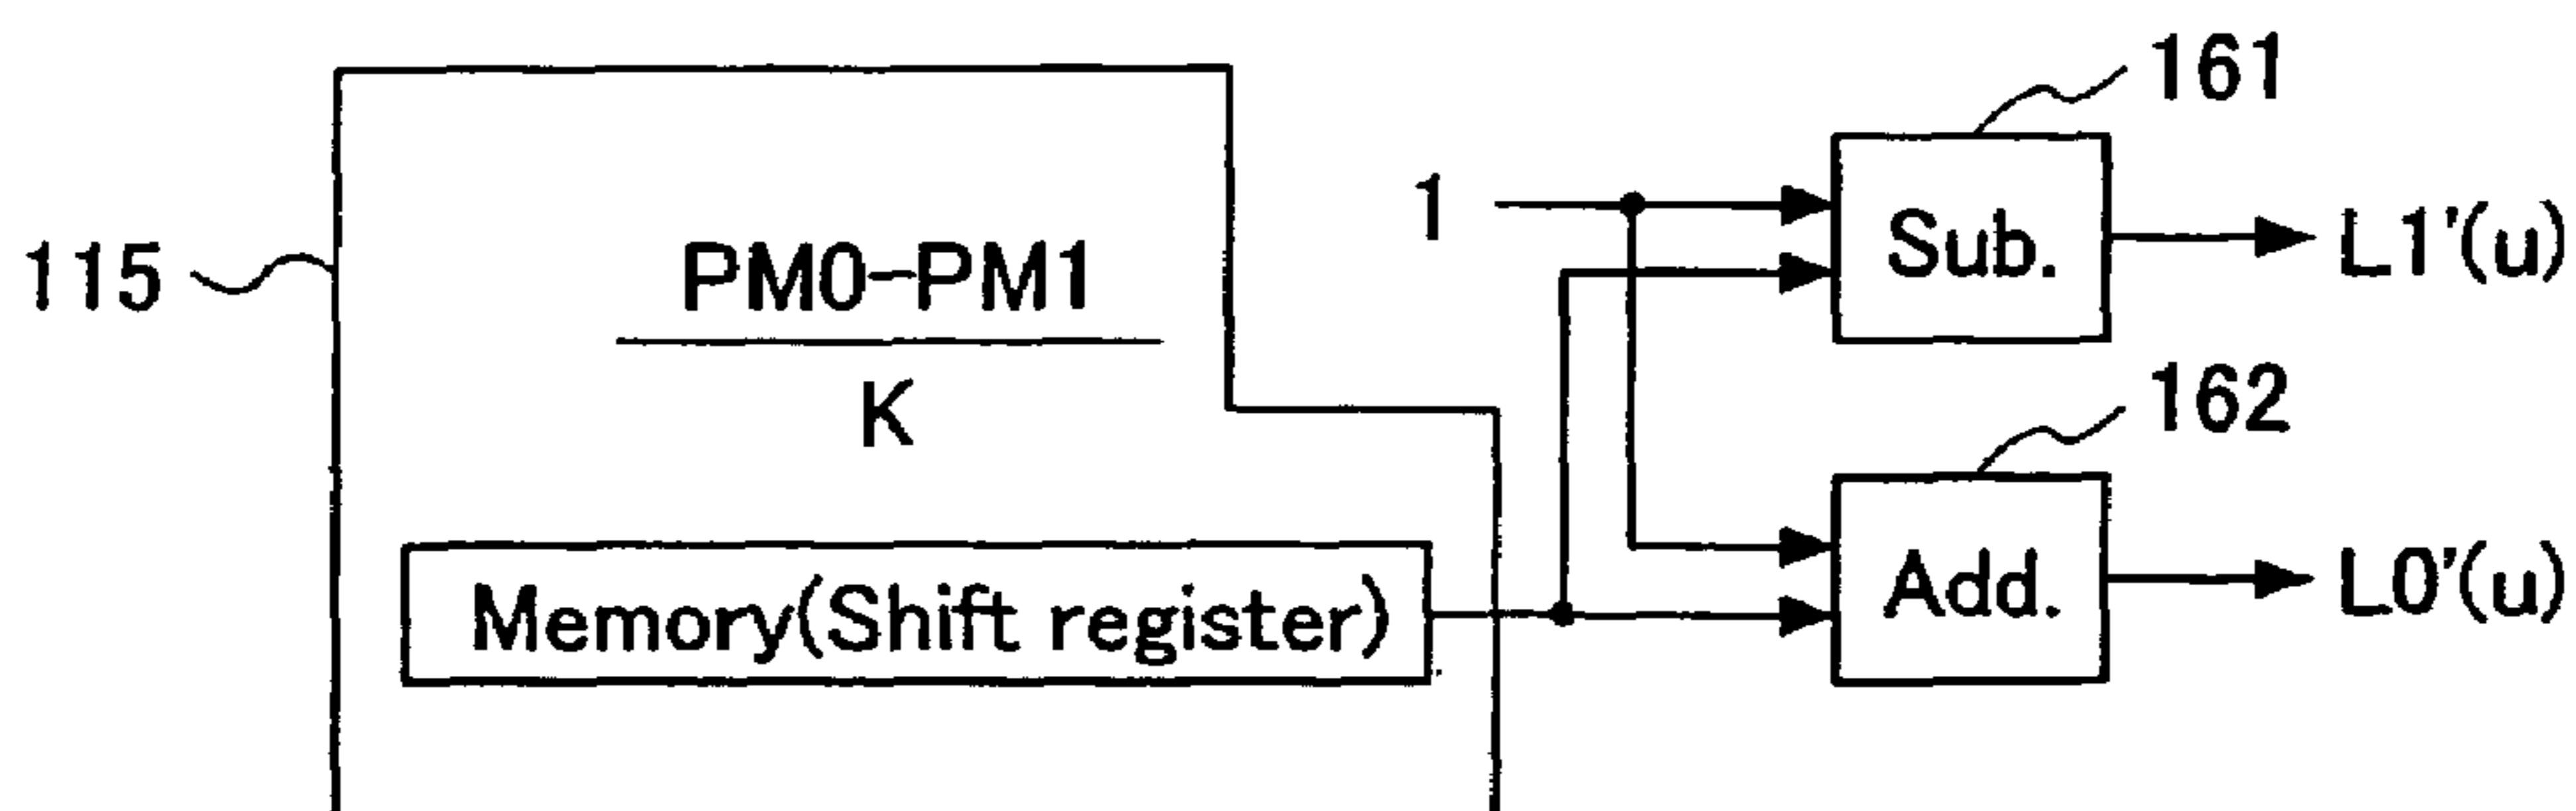 161
1
Sub.
L1'(u)
115
PM0-PM1
K
162
Memory(Shift register)
Add.
L0'(u)